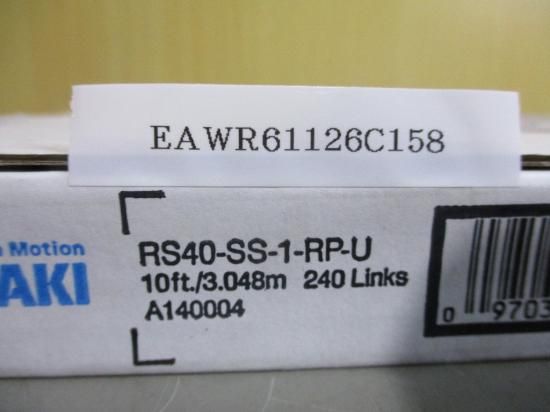 EAWR61126C158
Motion
AKI
RS40-SS-1-RP-U
10ft./3.048m 240 Links
A140004
0 9703